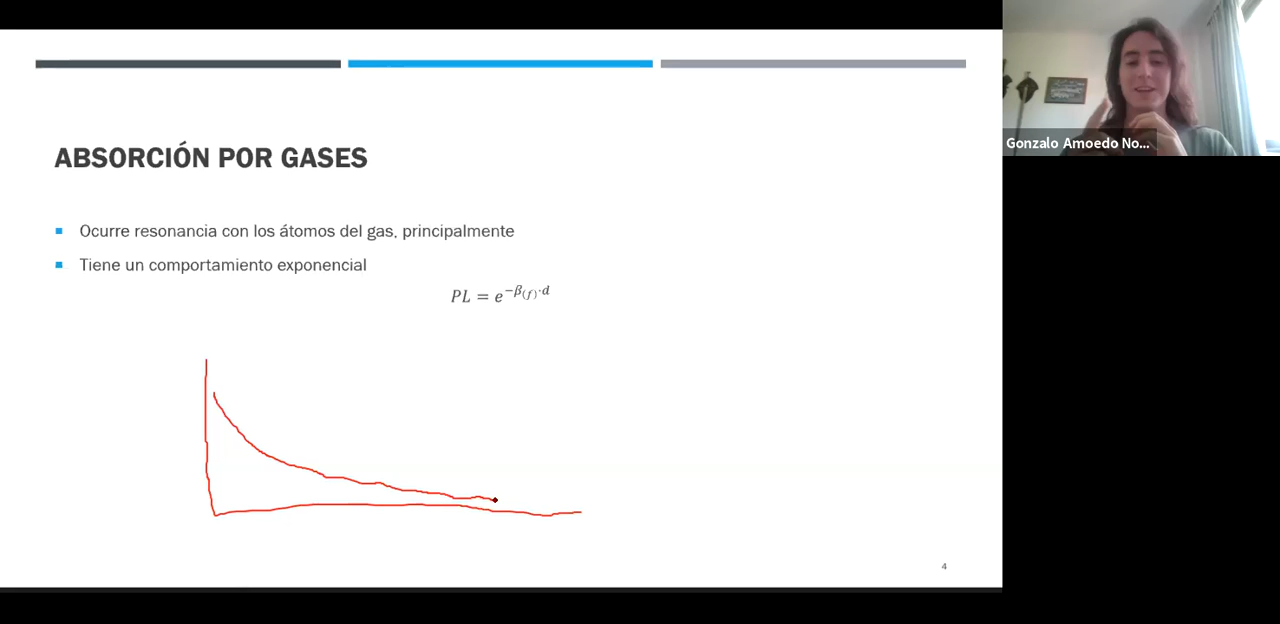 ABSORCIÓN POR GASES
Ocurre resonancia con los átomos del gas, principalmente
Tiene un comportamiento exponencial
PL = e^{-β_{(f)}·d}
4
Gonzalo Amoedo No...